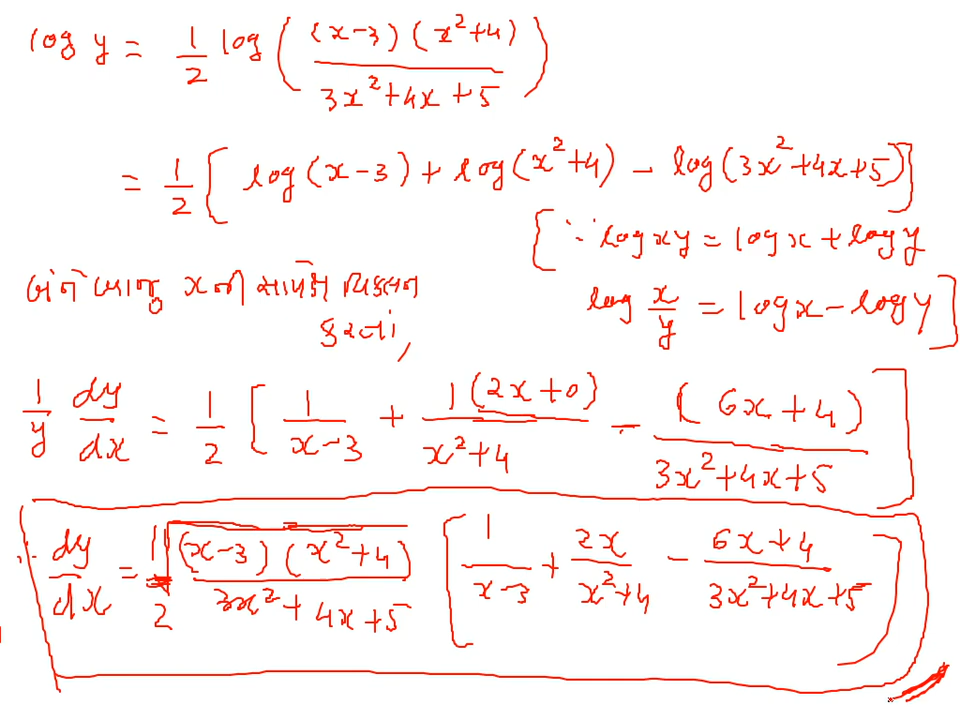 log y = 1/2 log ( (x-3)(x²+4) / 3x²+4x+5 )
= 1/2 [ log(x-3) + log(x²+4) - log(3x²+4x+5) ]
[ ∵ log xy = log x + log y
log x/y = log x - log y ]
બંને બાજુ x ની સાપેક્ષે વિકલન
કરતાં,
1/y dy/dx = 1/2 [ 1/(x-3) + 1(2x+0)/(x²+4) - (6x+4)/(3x²+4x+5) ]
∴ dy/dx = 1/2 √( (x-3)(x²+4) / 3x²+4x+5 ) [ 1/(x-3) + 2x/(x²+4) - (6x+4)/(3x²+4x+5) ]